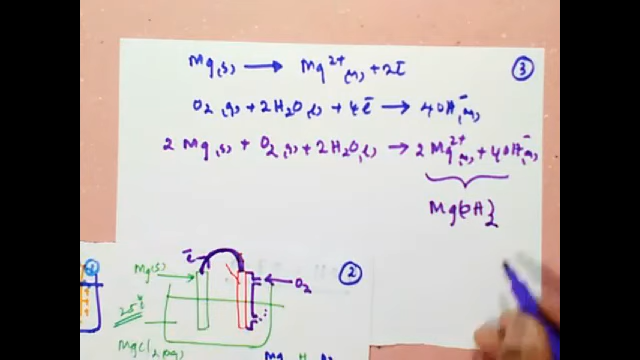 ③
Mg(s) ⟶ Mg²⁺(aq) + 2ē
O₂(g) + 2H₂O(l) + 4ē → 4OH⁻(aq)
2Mg(s) + O₂(g) + 2H₂O(l) → 2Mg²⁺(aq) + 4OH⁻(aq)
Mg(OH)₂
②
ē
Mg(s)
O₂
MgCl₂(aq)